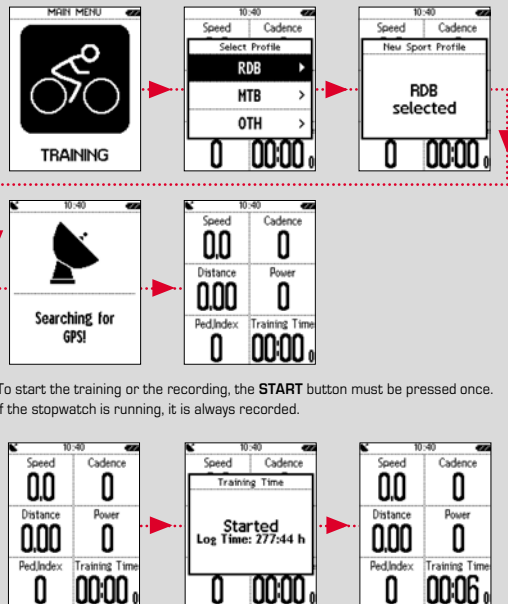 MAIN MENU
TRAINING
10:40
Speed Cadence
Select Profile
RDB
MTB
OTH
0 00:00 0
10:40
Speed Cadence
New Sport Profile
RDB
selected
0 00:00 0
10:40
Searching for
GPS!
10:40
Speed Cadence
0,0 0
Distance Power
0,00 0
Ped,Index Training Time
0 00:00 0
To start the training or the recording, the START button must be pressed once.
If the stopwatch is running, it is always recorded.
10:40
Speed Cadence
0,0 0
Distance Power
0,00 0
Ped,Index Training Time
0 00:00 0
10:40
Speed Cadence
Training Time
Started
Log Time: 277:44 h
0 00:00 0
10:40
Speed Cadence
0,0 0
Distance Power
0,00 0
Ped,Index Training Time
0 00:06 0